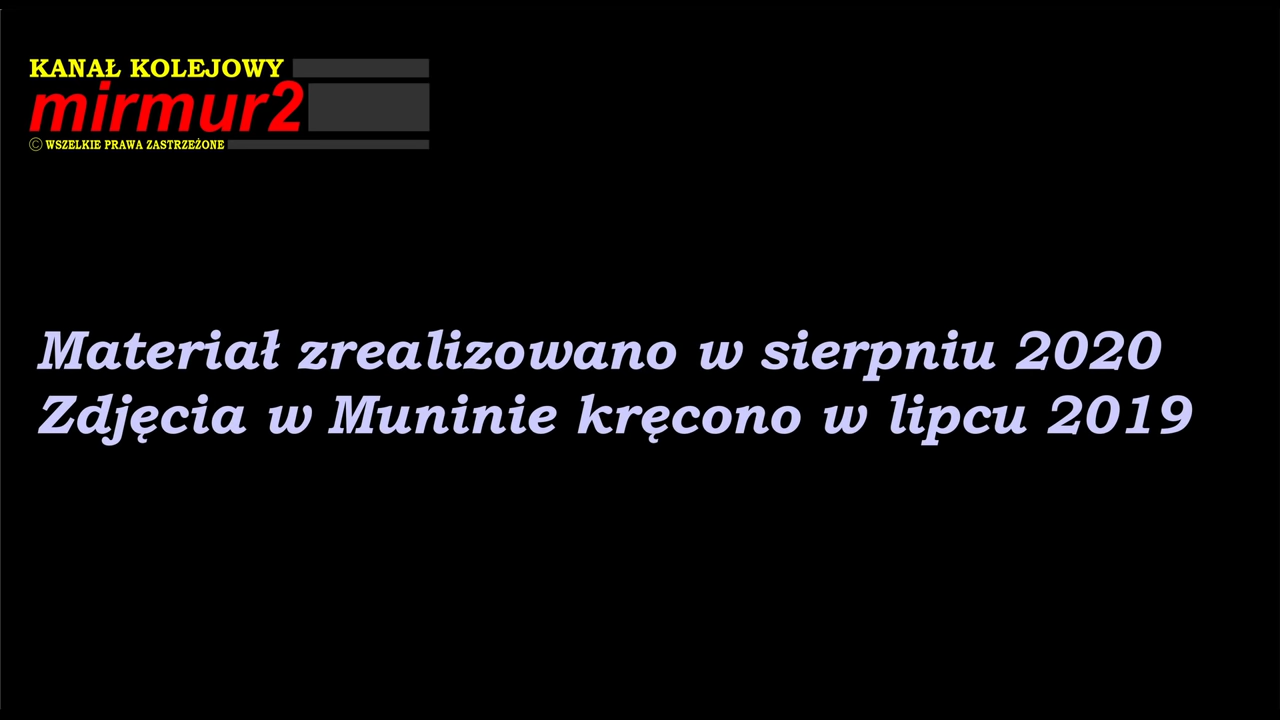 KANAŁ KOLEJOWY
mirmur2
© WSZELKIE PRAWA ZASTRZEŻONE
Materiał zrealizowano w sierpniu 2020
Zdjęcia w Muninie kręcono w lipcu 2019